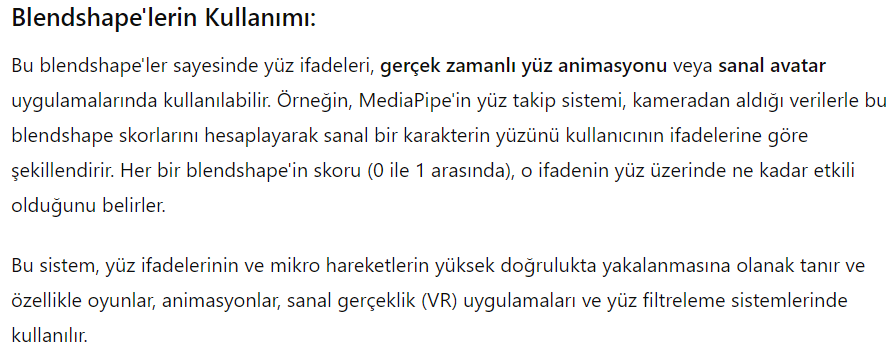 Blendshape'lerin Kullanımı:
Bu blendshape'ler sayesinde yüz ifadeleri, gerçek zamanlı yüz animasyonu veya sanal avatar
uygulamalarında kullanılabilir. Örneğin, MediaPipe'in yüz takip sistemi, kameradan aldığı verilerle bu
blendshape skorlarını hesaplayarak sanal bir karakterin yüzünü kullanıcının ifadelerine göre
şekillendirir. Her bir blendshape'in skoru (0 ile 1 arasında), o ifadenin yüz üzerinde ne kadar etkili
olduğunu belirler.
Bu sistem, yüz ifadelerinin ve mikro hareketlerin yüksek doğrulukta yakalanmasına olanak tanır ve
özellikle oyunlar, animasyonlar, sanal gerçeklik (VR) uygulamaları ve yüz filtreleme sistemlerinde
kullanılır.